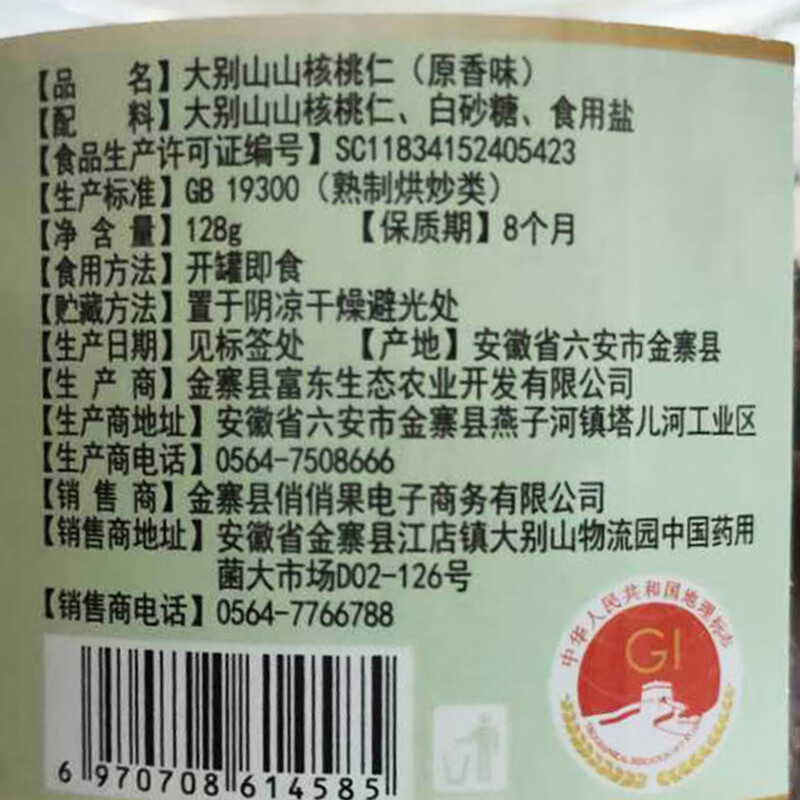 【品 名】大别山山核桃仁（原香味）
【配 料】大别山山核桃仁、白砂糖、食用盐
【食品生产许可证编号】SC11834152405423
【生产标准】GB 19300（熟制烘炒类）
【净 含 量】128g 【保质期】8个月
【食用方法】开罐即食
【贮藏方法】置于阴凉干燥避光处
【生产日期】见标签处 【产地】安徽省六安市金寨县
【生 产 商】金寨县富东生态农业开发有限公司
【生产商地址】安徽省六安市金寨县燕子河镇塔儿河工业区
【生产商电话】0564-7508666
【销 售 商】金寨县俏俏果电子商务有限公司
【销售商地址】安徽省金寨县江店镇大别山物流园中国药用
菌大市场D02-126号
【销售商电话】0564-7766788
中华人民共和国地理标志
GI
6 970708 614585